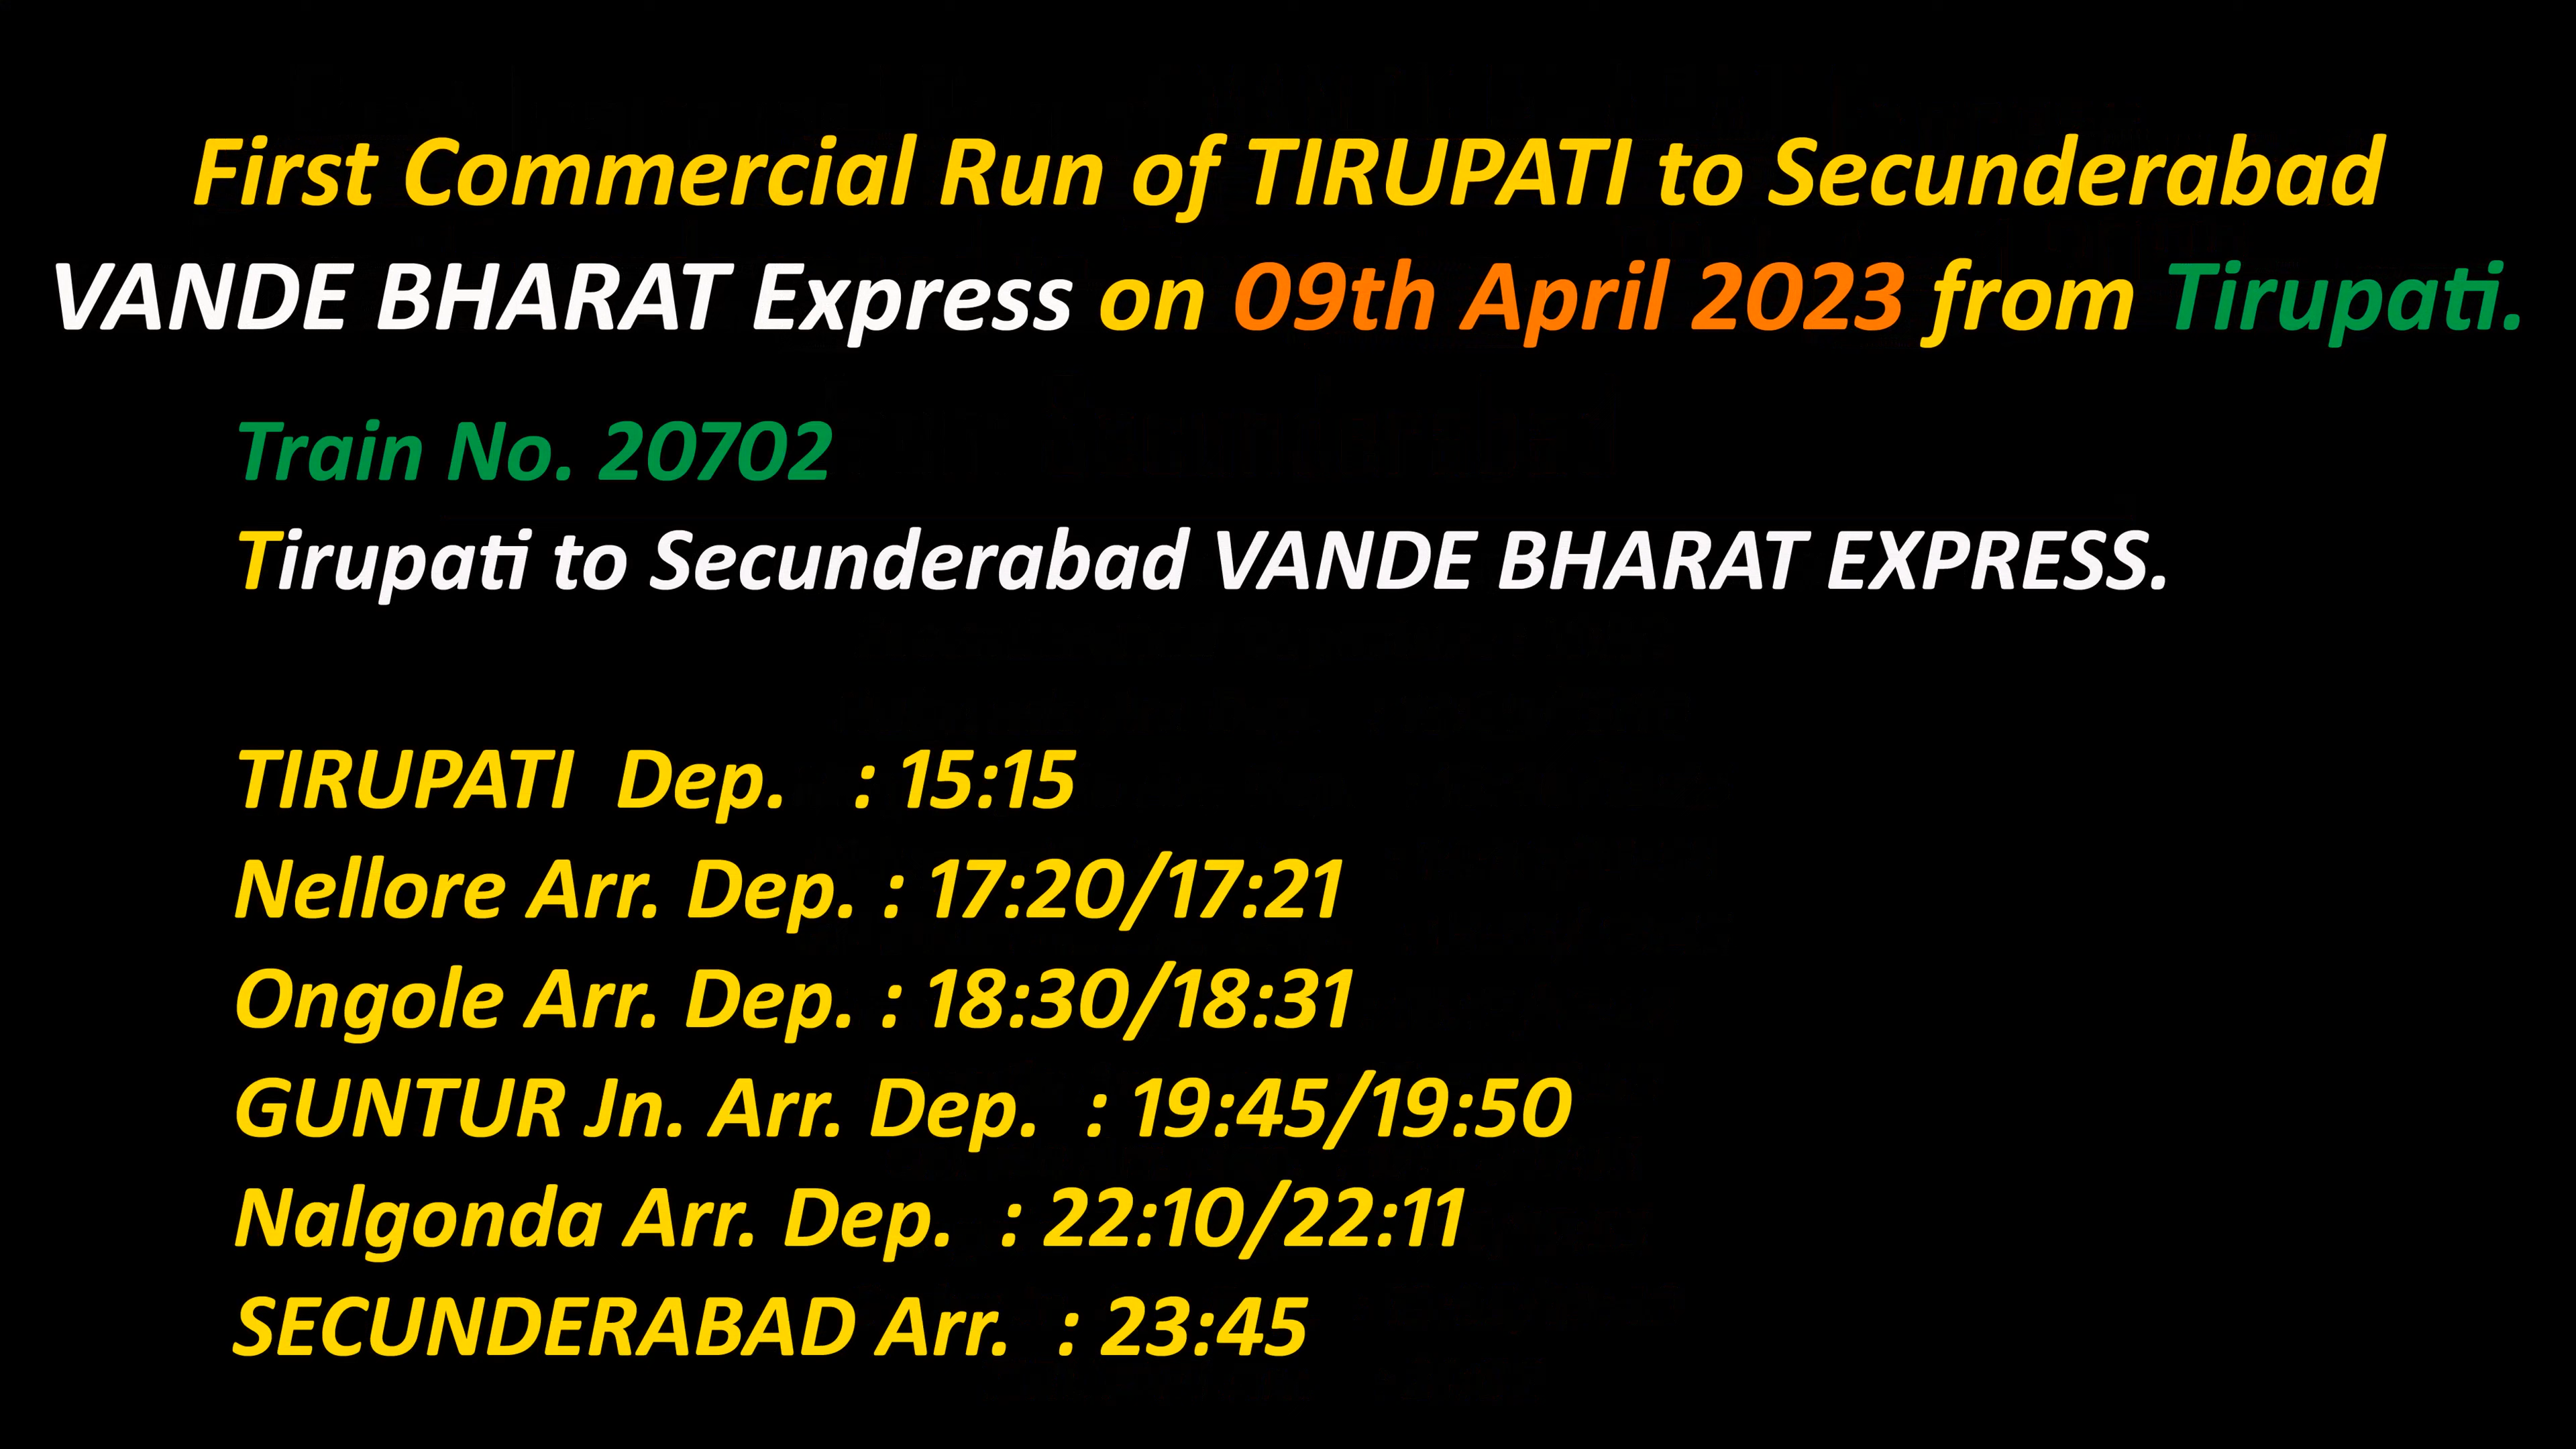 First Commercial Run of TIRUPATI to Secunderabad
VANDE BHARAT Express on 09th April 2023 from Tirupati.
Train No. 20702
Tirupati to Secunderabad VANDE BHARAT EXPRESS.
TIRUPATI Dep. : 15:15
Nellore Arr. Dep. : 17:20/17:21
Ongole Arr. Dep. : 18:30/18:31
GUNTUR Jn. Arr. Dep. : 19:45/19:50
Nalgonda Arr. Dep. : 22:10/22:11
SECUNDERABAD Arr. : 23:45